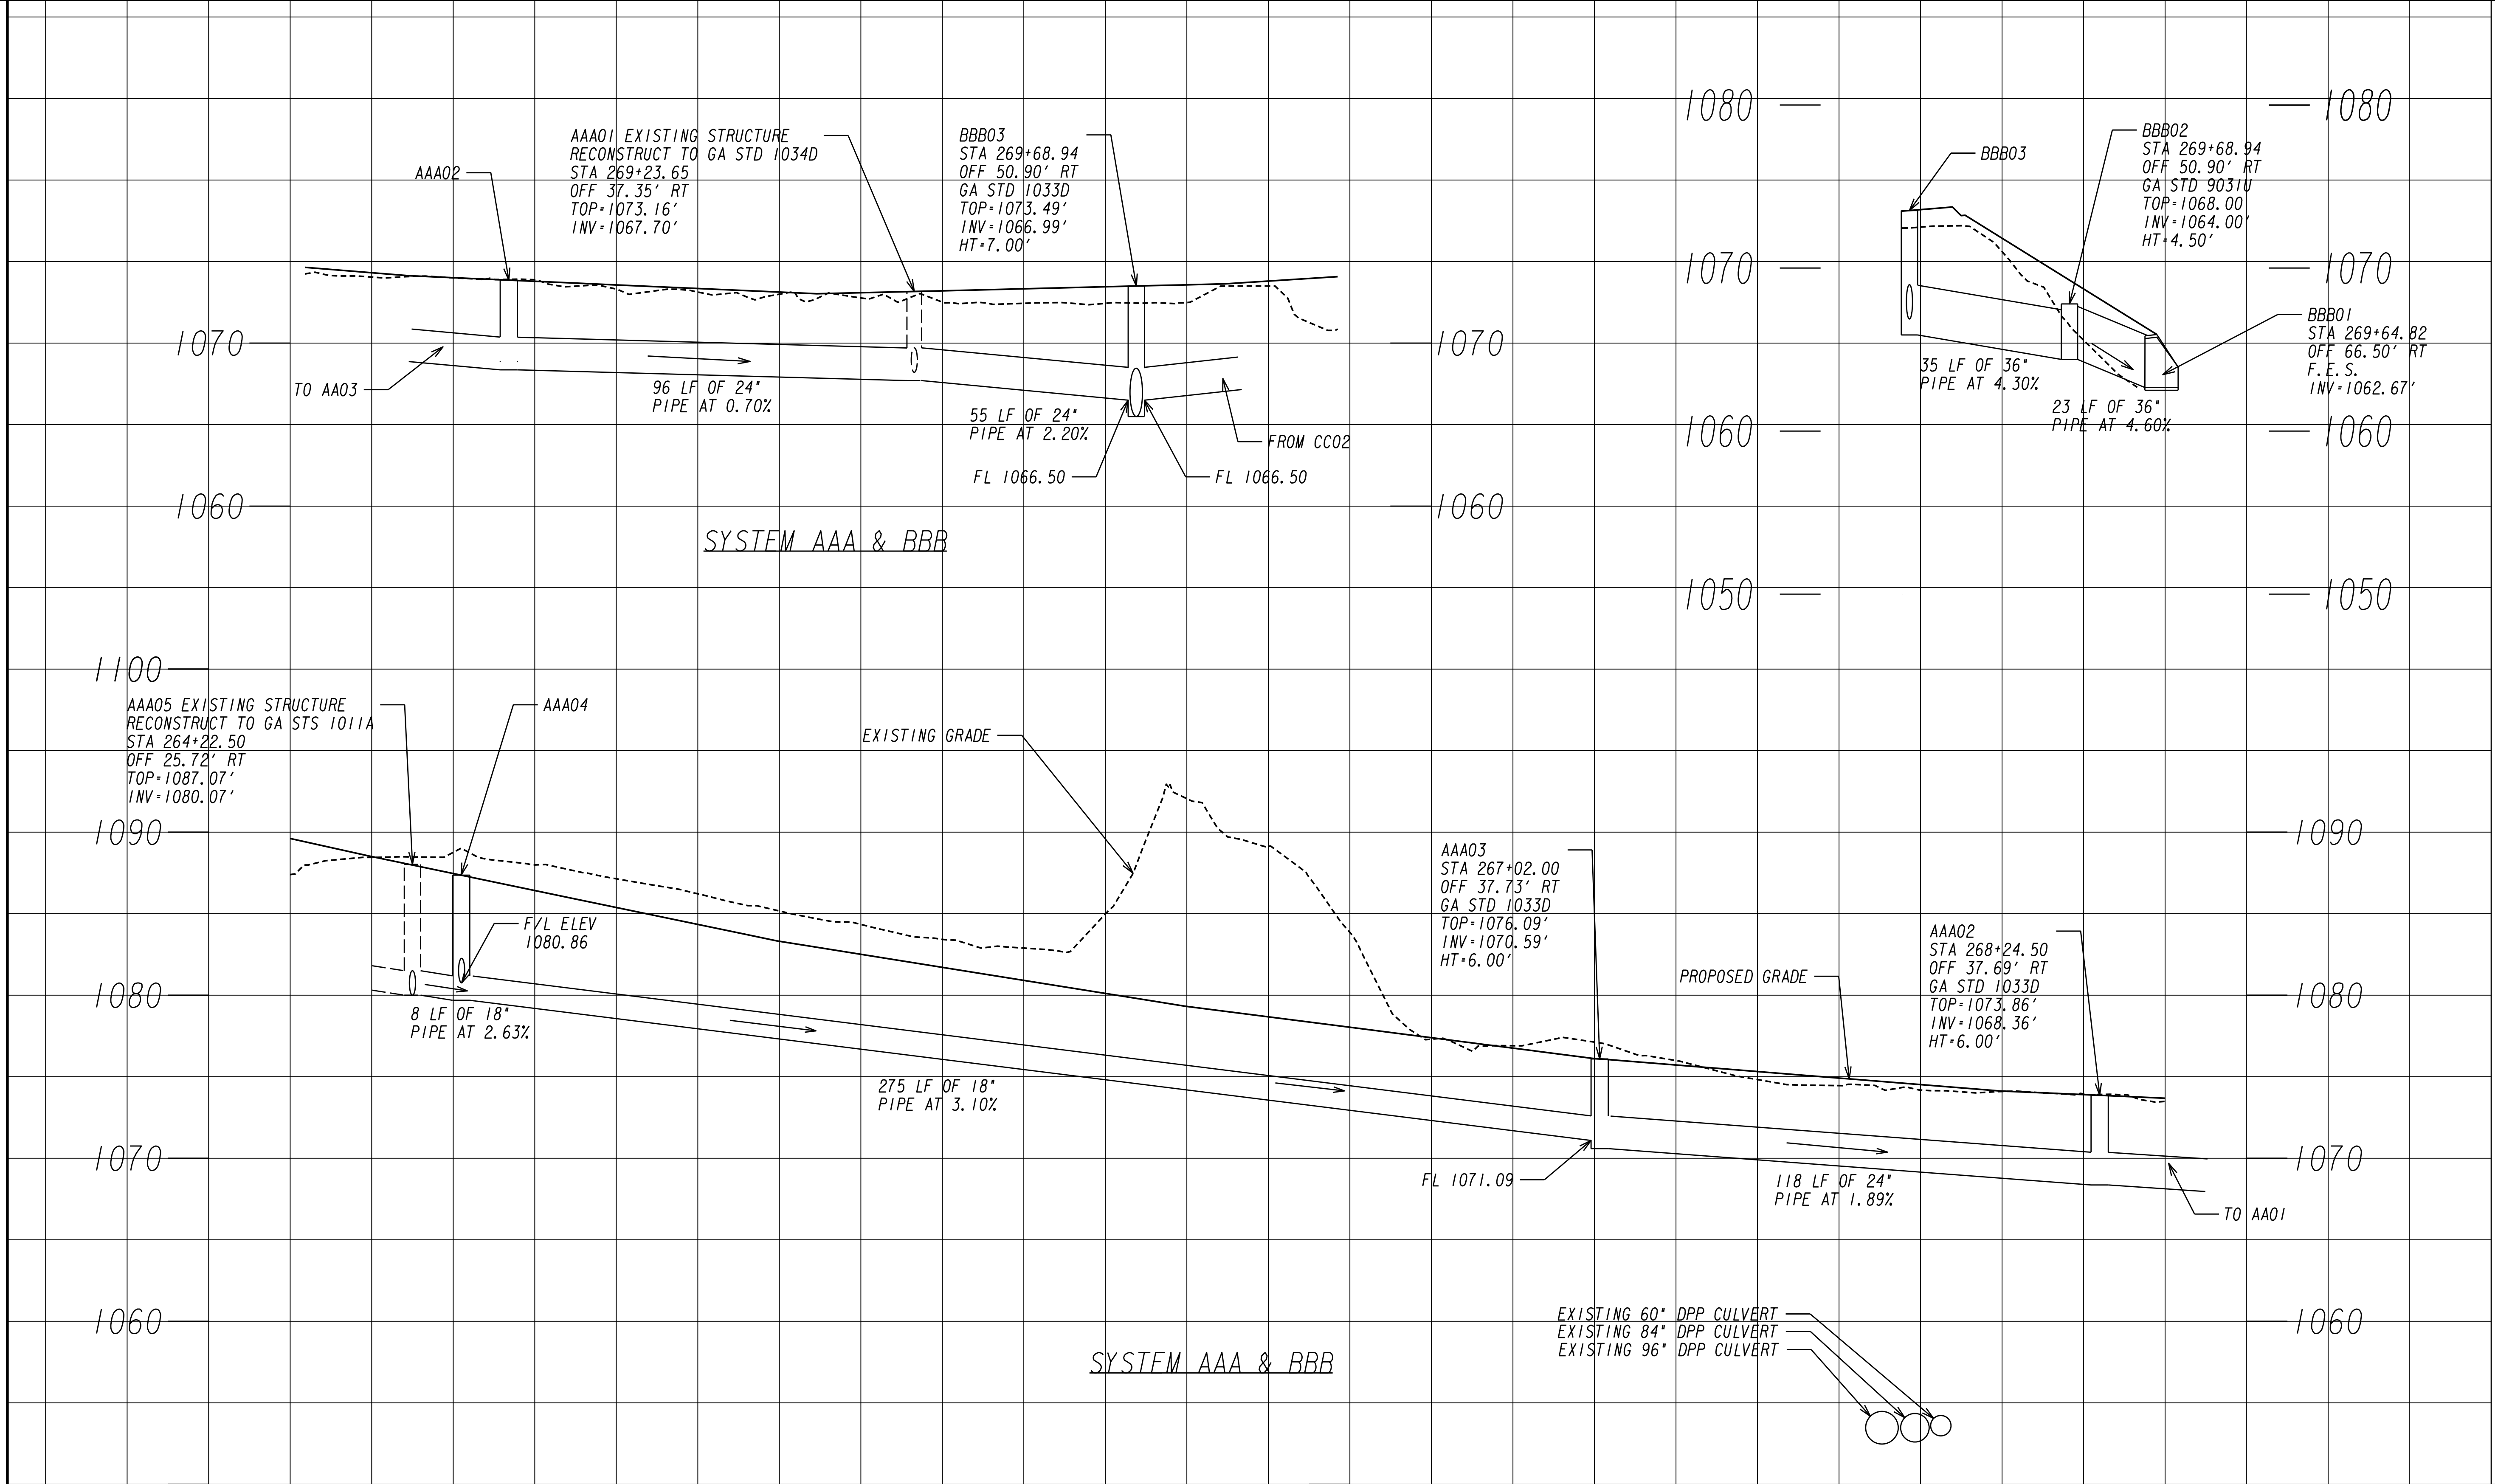 AAA02
AAA01 EXISTING STRUCTURE
RECONSTRUCT TO GA STD 1034D
STA 269+23.65
OFF 37.35' RT
TOP=1073.16'
INV=1067.70'
BBB03
STA 269+68.94
OFF 50.90' RT
GA STD 1033D
TOP=1073.49'
INV=1066.99'
HT=7.00'
1070
1070
1060
1060
TO AA03
96 LF OF 24"
PIPE AT 0.70%
55 LF OF 24"
PIPE AT 2.20%
FROM CC02
FL 1066.50
FL 1066.50
SYSTEM AAA & BBB
1080
1080
1070
1070
1060
1060
1050
1050
BBB03
BBB02
STA 269+68.94
OFF 50.90' RT
GA STD 9031U
TOP=1068.00
INV=1064.00'
HT=4.50'
BBB01
STA 269+64.82
OFF 66.50' RT
F.E.S.
INV=1062.67'
35 LF OF 36"
PIPE AT 4.30%
23 LF OF 36"
PIPE AT 4.60%
1100
AAA05 EXISTING STRUCTURE
RECONSTRUCT TO GA STS 1011A
STA 264+22.50
OFF 25.72' RT
TOP=1087.07'
INV=1080.07'
AAA04
EXISTING GRADE
1090
1090
F/L ELEV
1080.86
AAA03
STA 267+02.00
OFF 37.73' RT
GA STD 1033D
TOP=1076.09'
INV=1070.59'
HT=6.00'
PROPOSED GRADE
AAA02
STA 268+24.50
OFF 37.69' RT
GA STD 1033D
TOP=1073.86'
INV=1068.36'
HT=6.00'
1080
1080
8 LF OF 18"
PIPE AT 2.63%
275 LF OF 18"
PIPE AT 3.10%
1070
1070
FL 1071.09
118 LF OF 24"
PIPE AT 1.89%
TO AA01
1060
1060
EXISTING 60" DPP CULVERT
EXISTING 84" DPP CULVERT
EXISTING 96" DPP CULVERT
SYSTEM AAA & BBB